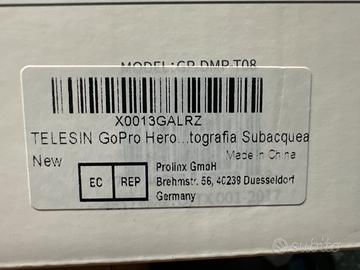 MODEL:GP-DMP-T08
X0013GALRZ
TELESIN GoPro Hero...tografia Subacquea
New
Made in China
EC REP
Prolinx GmbH
Brehmstr. 56, 40239 Duesseldorf
Germany
subito